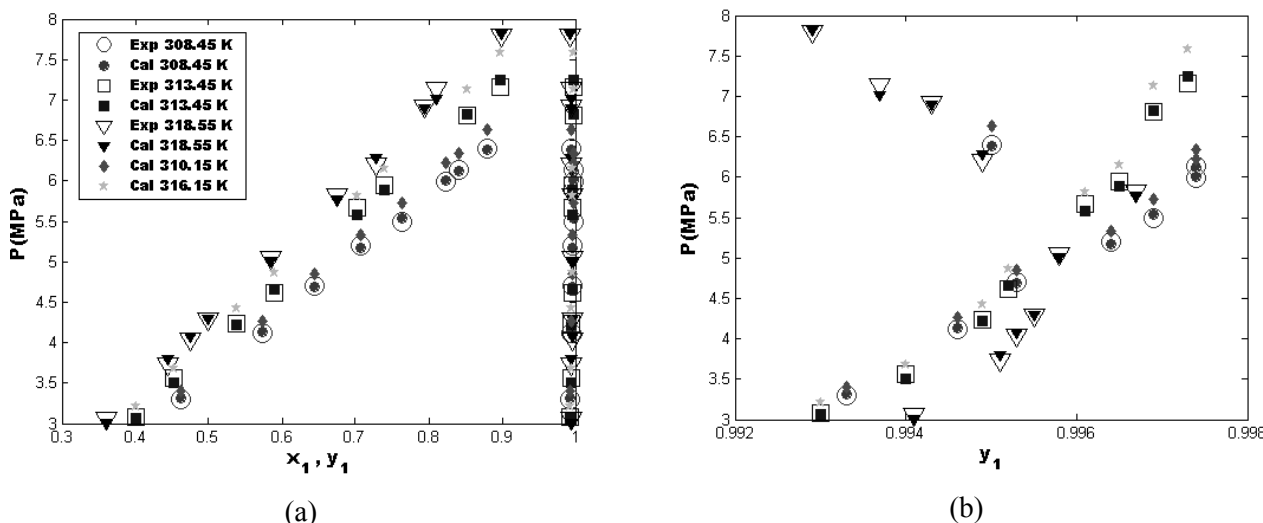 8
7.5
7
6.5
6
5.5
5
4.5
4
3.5
3
P(MPa)
Exp 308.45 K
Cal 308.45 K
Exp 313.45 K
Cal 313.45 K
Exp 318.55 K
Cal 318.55 K
Cal 310.15 K
Cal 316.15 K
0.3 0.4 0.5 0.6 0.7 0.8 0.9 1
x1 , y1
(a)
8
7.5
7
6.5
6
5.5
5
4.5
4
3.5
3
P(MPa)
0.992 0.994 0.996 0.998
y1
(b)